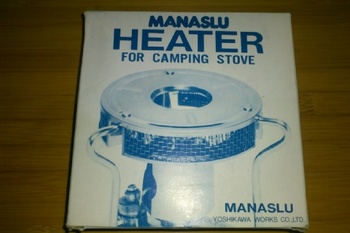 MANASLU
HEATER
FOR CAMPING STOVE
MANASLU
YOSHIKAWA WORKS CO.,LTD.